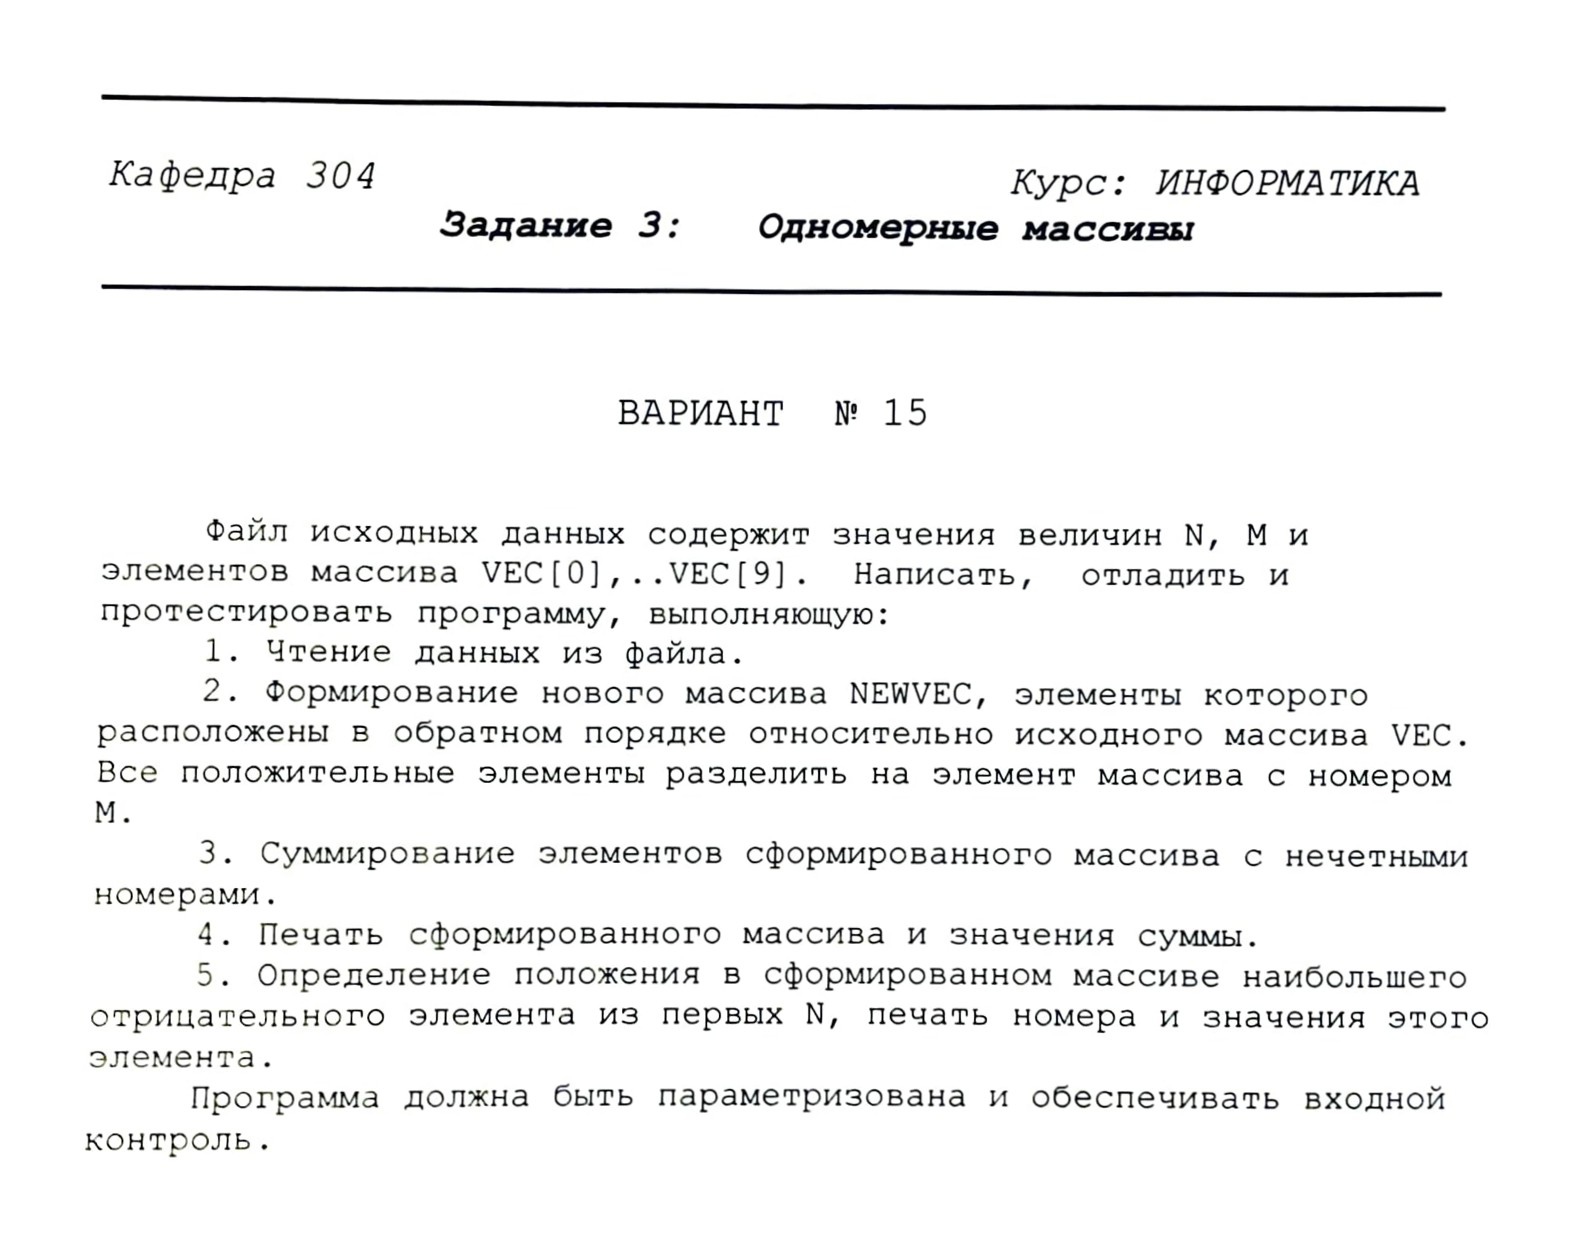 Кафедра 304 Курс: ИНФОРМАТИКА
Задание 3: Одномерные массивы
ВАРИАНТ № 15
Файл исходных данных содержит значения величин N, M и
элементов массива VEC[0],..VEC[9]. Написать, отладить и
протестировать программу, выполняющую:
1. Чтение данных из файла.
2. Формирование нового массива NEWVEC, элементы которого
расположены в обратном порядке относительно исходного массива VEC.
Все положительные элементы разделить на элемент массива с номером
M.
3. Суммирование элементов сформированного массива с нечетными
номерами.
4. Печать сформированного массива и значения суммы.
5. Определение положения в сформированном массиве наибольшего
отрицательного элемента из первых N, печать номера и значения этого
элемента.
Программа должна быть параметризована и обеспечивать входной
контроль.